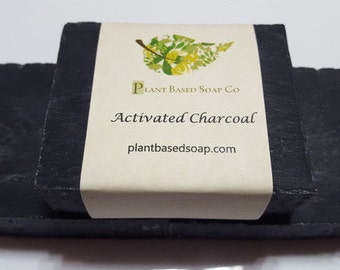 Plant Based Soap Co
Activated Charcoal
plantbasedsoap.com